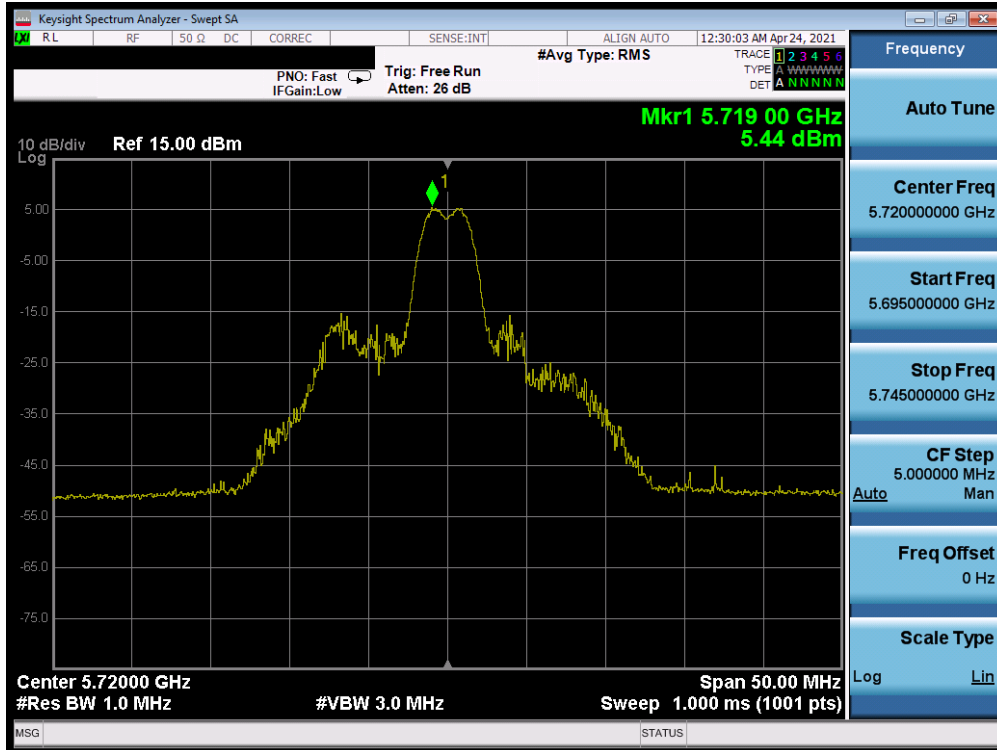 Keysight Spectrum Analyzer - Swept SA
LXI RL RF 50 Ω DC CORREC SENSE:INT ALIGN AUTO 12:30:03 AM Apr 24, 2021
PNO: Fast
IFGain:Low
Trig: Free Run
Atten: 26 dB
#Avg Type: RMS
TRACE 1 2 3 4 5 6
TYPE A WWWWW
DET A N N N N N
Mkr1 5.719 00 GHz
5.44 dBm
10 dB/div Ref 15.00 dBm
Log
1
5.00
-5.00
-15.0
-25.0
-35.0
-45.0
-55.0
-65.0
-75.0
Center 5.72000 GHz
#Res BW 1.0 MHz
#VBW 3.0 MHz
Span 50.00 MHz
Sweep 1.000 ms (1001 pts)
MSG STATUS
Frequency
Auto Tune
Center Freq
5.720000000 GHz
Start Freq
5.695000000 GHz
Stop Freq
5.745000000 GHz
CF Step
5.000000 MHz
Auto Man
Freq Offset
0 Hz
Scale Type
Log Lin